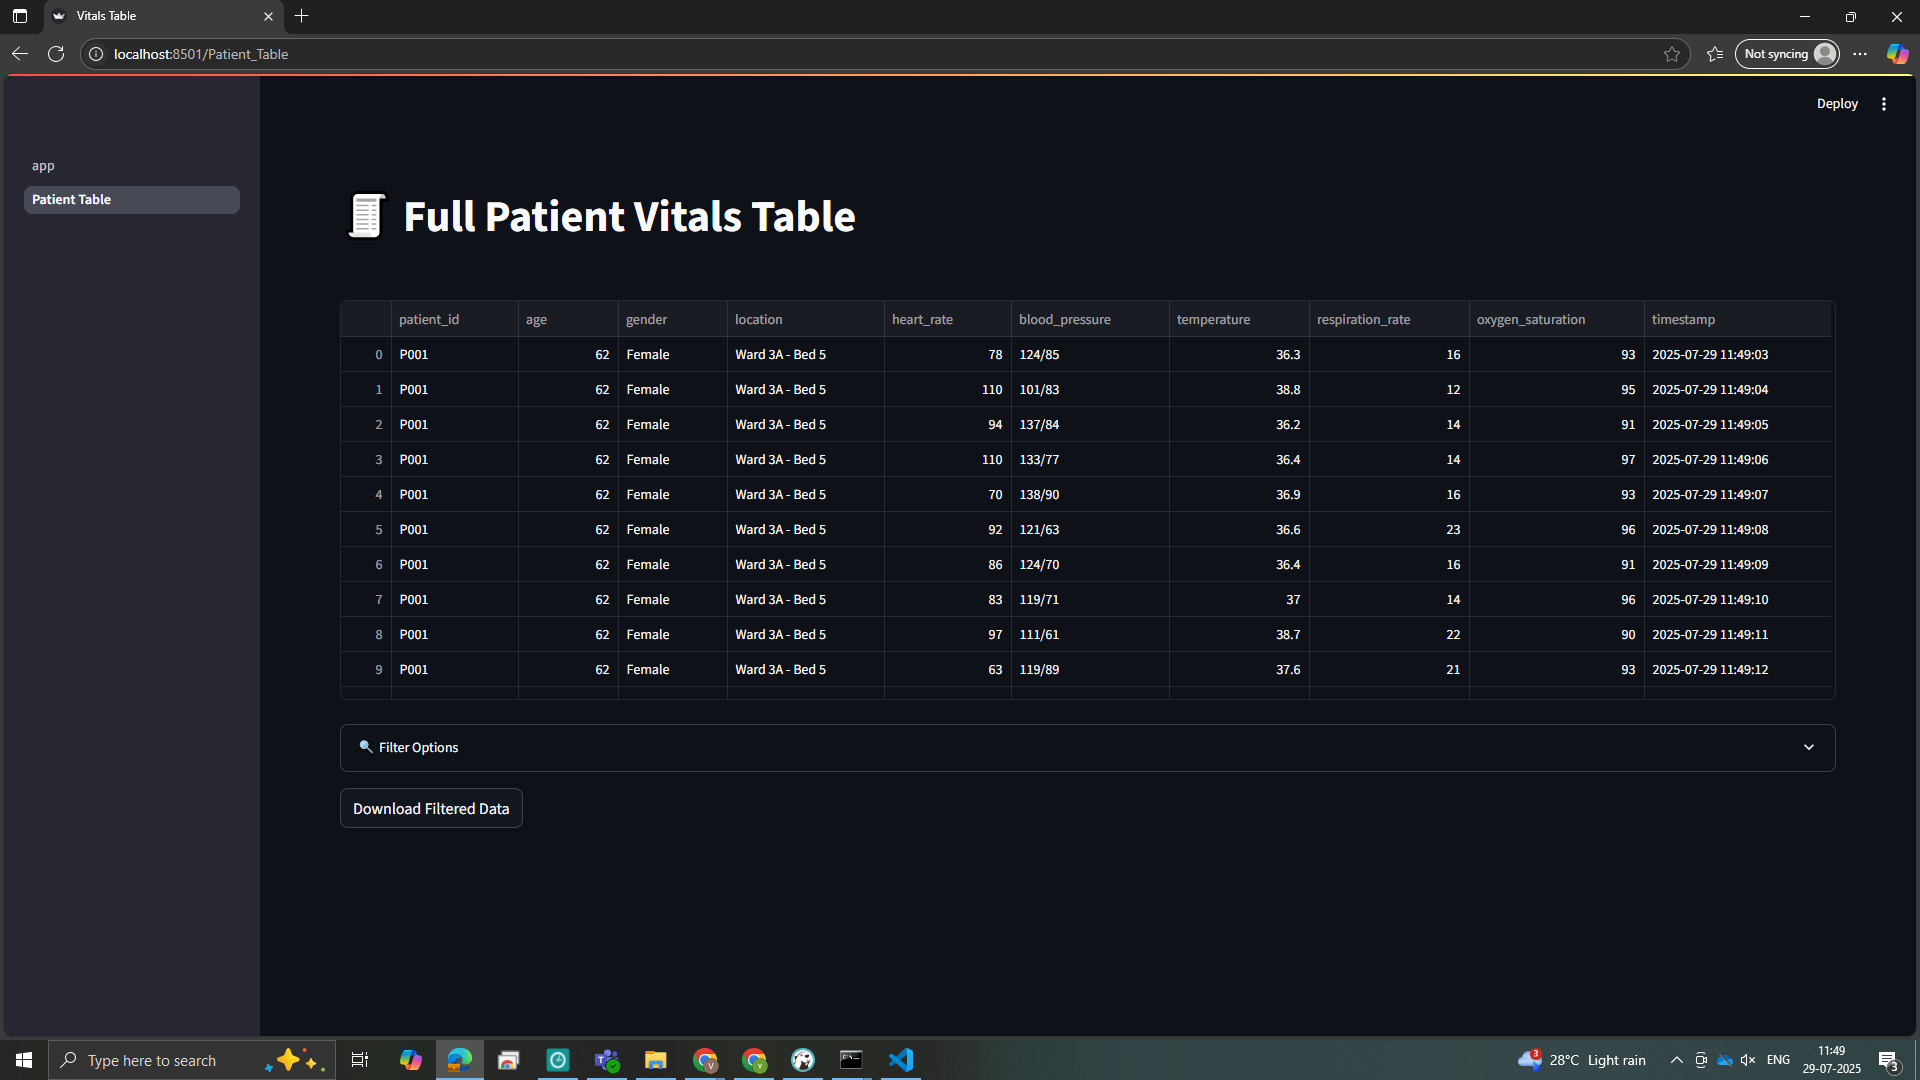 Vitals Table
localhost:8501/Patient_Table
Not syncing
Deploy
app
Patient Table
Full Patient Vitals Table
patient_id age gender location heart_rate blood_pressure temperature respiration_rate oxygen_saturation timestamp
0 P001 62 Female Ward 3A - Bed 5 78 124/85 36.3 16 93 2025-07-29 11:49:03
1 P001 62 Female Ward 3A - Bed 5 110 101/83 38.8 12 95 2025-07-29 11:49:04
2 P001 62 Female Ward 3A - Bed 5 94 137/84 36.2 14 91 2025-07-29 11:49:05
3 P001 62 Female Ward 3A - Bed 5 110 133/77 36.4 14 97 2025-07-29 11:49:06
4 P001 62 Female Ward 3A - Bed 5 70 138/90 36.9 16 93 2025-07-29 11:49:07
5 P001 62 Female Ward 3A - Bed 5 92 121/63 36.6 23 96 2025-07-29 11:49:08
6 P001 62 Female Ward 3A - Bed 5 86 124/70 36.4 16 91 2025-07-29 11:49:09
7 P001 62 Female Ward 3A - Bed 5 83 119/71 37 14 96 2025-07-29 11:49:10
8 P001 62 Female Ward 3A - Bed 5 97 111/61 38.7 22 90 2025-07-29 11:49:11
9 P001 62 Female Ward 3A - Bed 5 63 119/89 37.6 21 93 2025-07-29 11:49:12
Filter Options
Download Filtered Data
Type here to search
3
28°C Light rain
ENG
11:49
29-07-2025
3